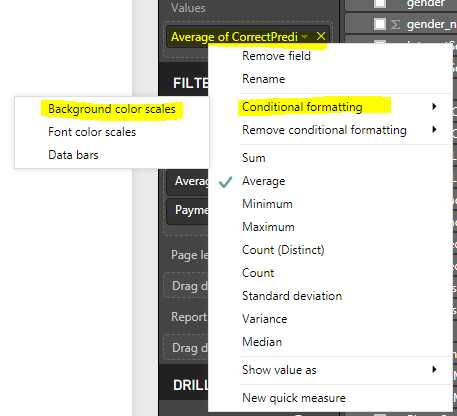 Values
gender
Average of CorrectPredi
gender_n
Remove field
Rename
FILTE
Background color scales
Conditional formatting
Font color scales
Remove conditional formatting
Data bars
Sum
Averag
Average
Minimum
Payme
Maximum
Page le
Count (Distinct)
Count
Drag d
Standard deviation
Report
Variance
Drag d
Median
Show value as
DRILL
New quick measure